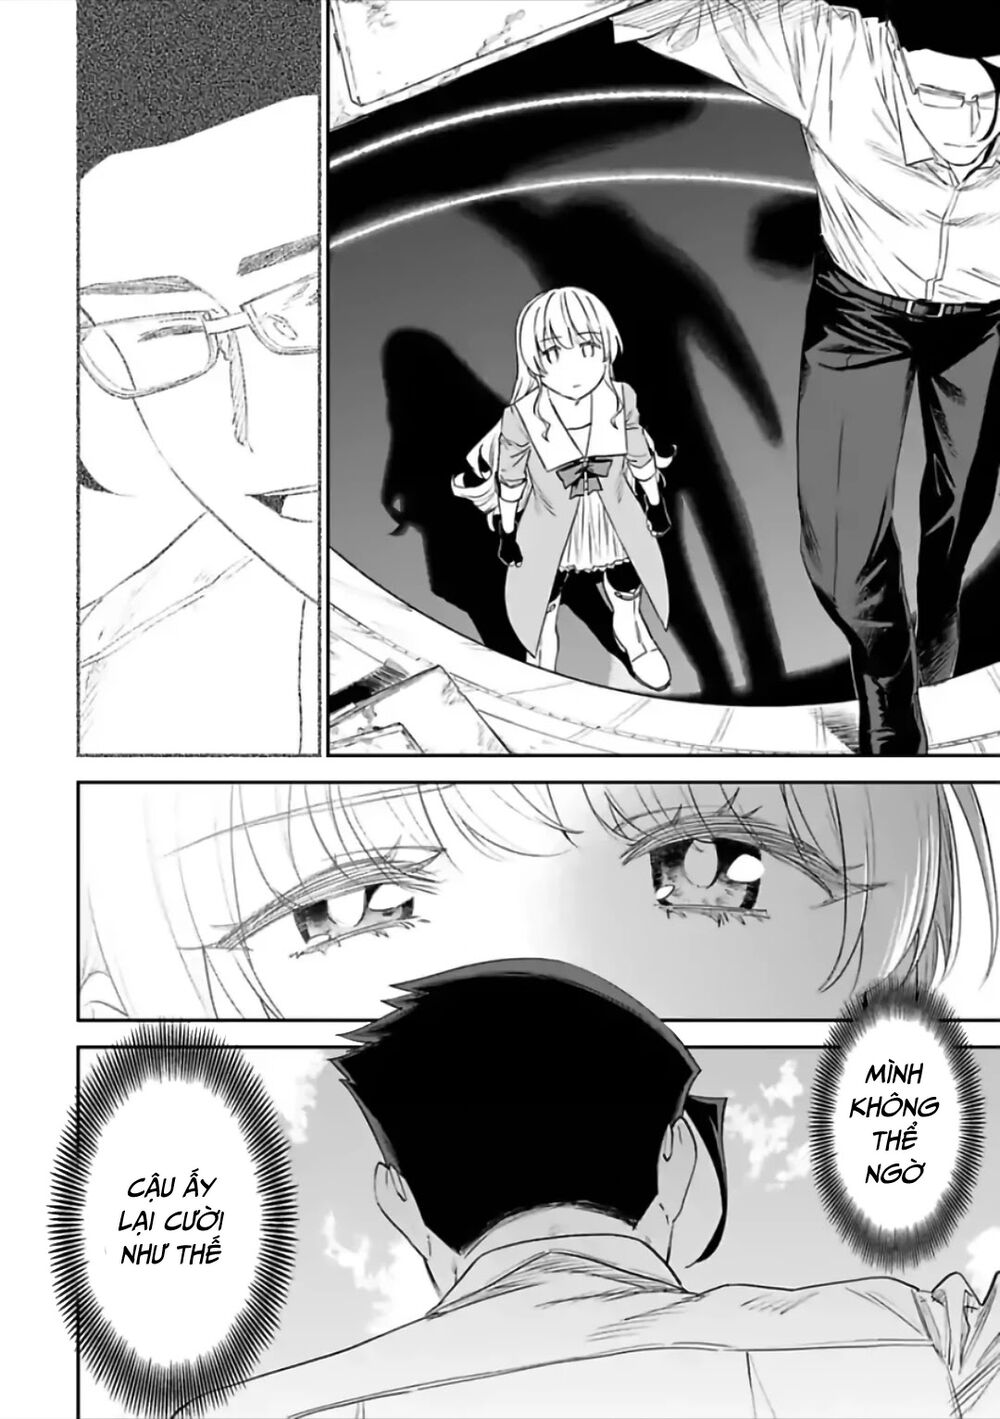 MÌNH
KHÔNG
THỂ
NGỜ
CẬU ẤY
LẠI CƯỜI
NHƯ THẾ